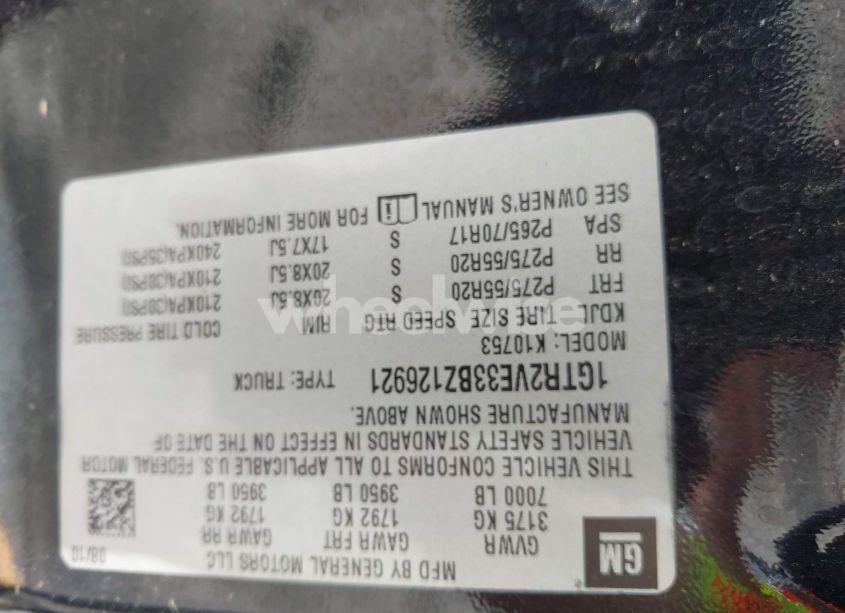 MFD BY GENERAL MOTORS LLC
08/10
GM
GVWR GAWR FRT GAWR RR
3175 KG 1792 KG 1792 KG
7000 LB 3950 LB 3950 LB
THIS VEHICLE CONFORMS TO ALL APPLICABLE U.S. FEDERAL MOTOR
VEHICLE SAFETY STANDARDS IN EFFECT ON THE DATE OF
MANUFACTURE SHOWN ABOVE.
1GTR2VE33BZ126921 TYPE: TRUCK
MODEL: K10753
KDJL TIRE SIZE SPEED RTG RIM COLD TIRE PRESSURE
FRT P275/55R20 S 20X8.5J 210KPA(30PSI)
RR P275/55R20 S 20X8.5J 210KPA(30PSI)
SPA P265/70R17 S 17X7.5J 240KPA(35PSI)
SEE OWNER'S MANUAL FOR MORE INFORMATION.